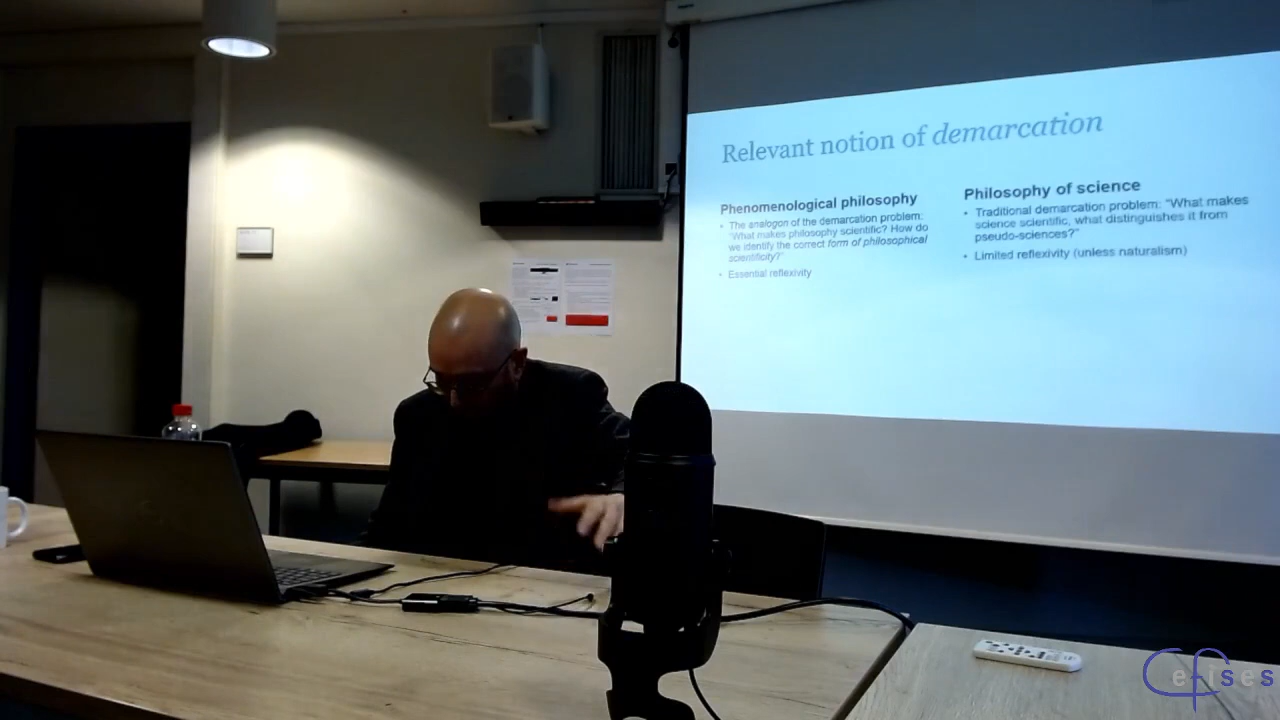 Relevant notion of demarcation
Phenomenological philosophy
• The analogon of the demarcation problem:
"What makes philosophy scientific? How do
we identify the correct form of philosophical
scientificity?"
• Essential reflexivity
Philosophy of science
• Traditional demarcation problem: "What makes
science scientific, what distinguishes it from
pseudo-sciences?"
• Limited reflexivity (unless naturalism)
Cefises